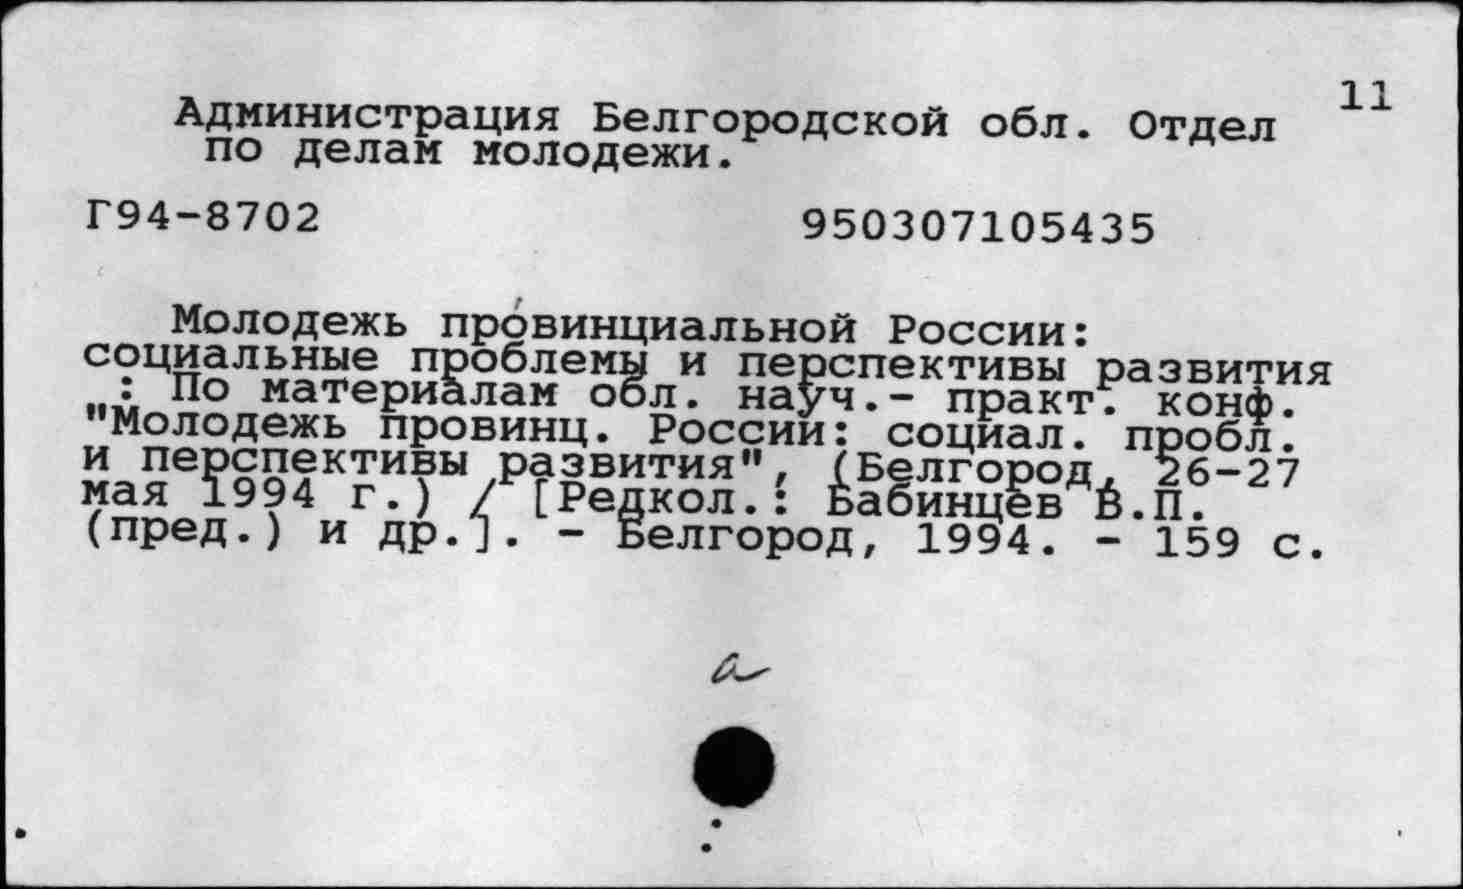 11
Администрация Белгородской обл. Отдел
по делам молодежи.
Г94-8702 950307105435
Молодежь провинциальной России:
социальные проблемы и перспективы развития
: По материалам обл. науч.- практ. конф.
"Молодежь провинц. России: социал. пробл.
и перспективы развития", (Белгород, 26-27
мая 1994 г.) / [Редкол.: Бабинцев В.П.
(пред.) и др.]. - Белгород, 1994. - 159 с.